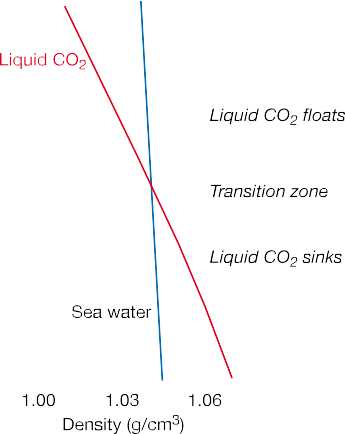 Liquid CO₂
Liquid CO₂ floats
Transition zone
Liquid CO₂ sinks
Sea water
1.00 1.03 1.06
Density (g/cm³)